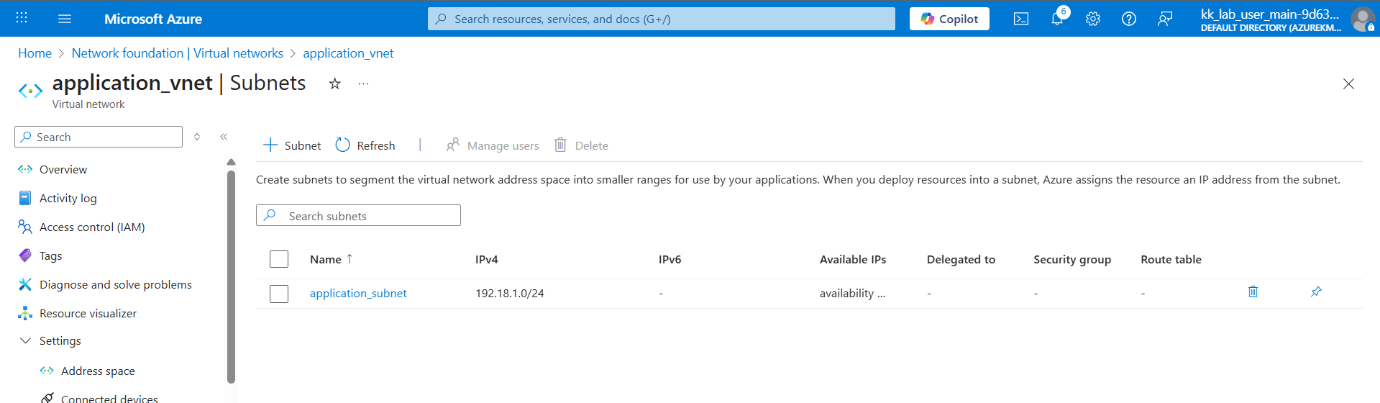 Microsoft Azure
Search resources, services, and docs (G+/)
Copilot
6
kk_lab_user_main-9d63...
DEFAULT DIRECTORY (AZUREKM...
Home > Network foundation | Virtual networks > application_vnet
application_vnet | Subnets
Virtual network
Search
Overview
Activity log
Access control (IAM)
Tags
Diagnose and solve problems
Resource visualizer
Settings
Address space
Connected devices
+ Subnet Refresh | Manage users Delete
Create subnets to segment the virtual network address space into smaller ranges for use by your applications. When you deploy resources into a subnet, Azure assigns the resource an IP address from the subnet.
Search subnets
Name ↑ IPv4 IPv6 Available IPs Delegated to Security group Route table
application_subnet 192.18.1.0/24 - availability ... - - -